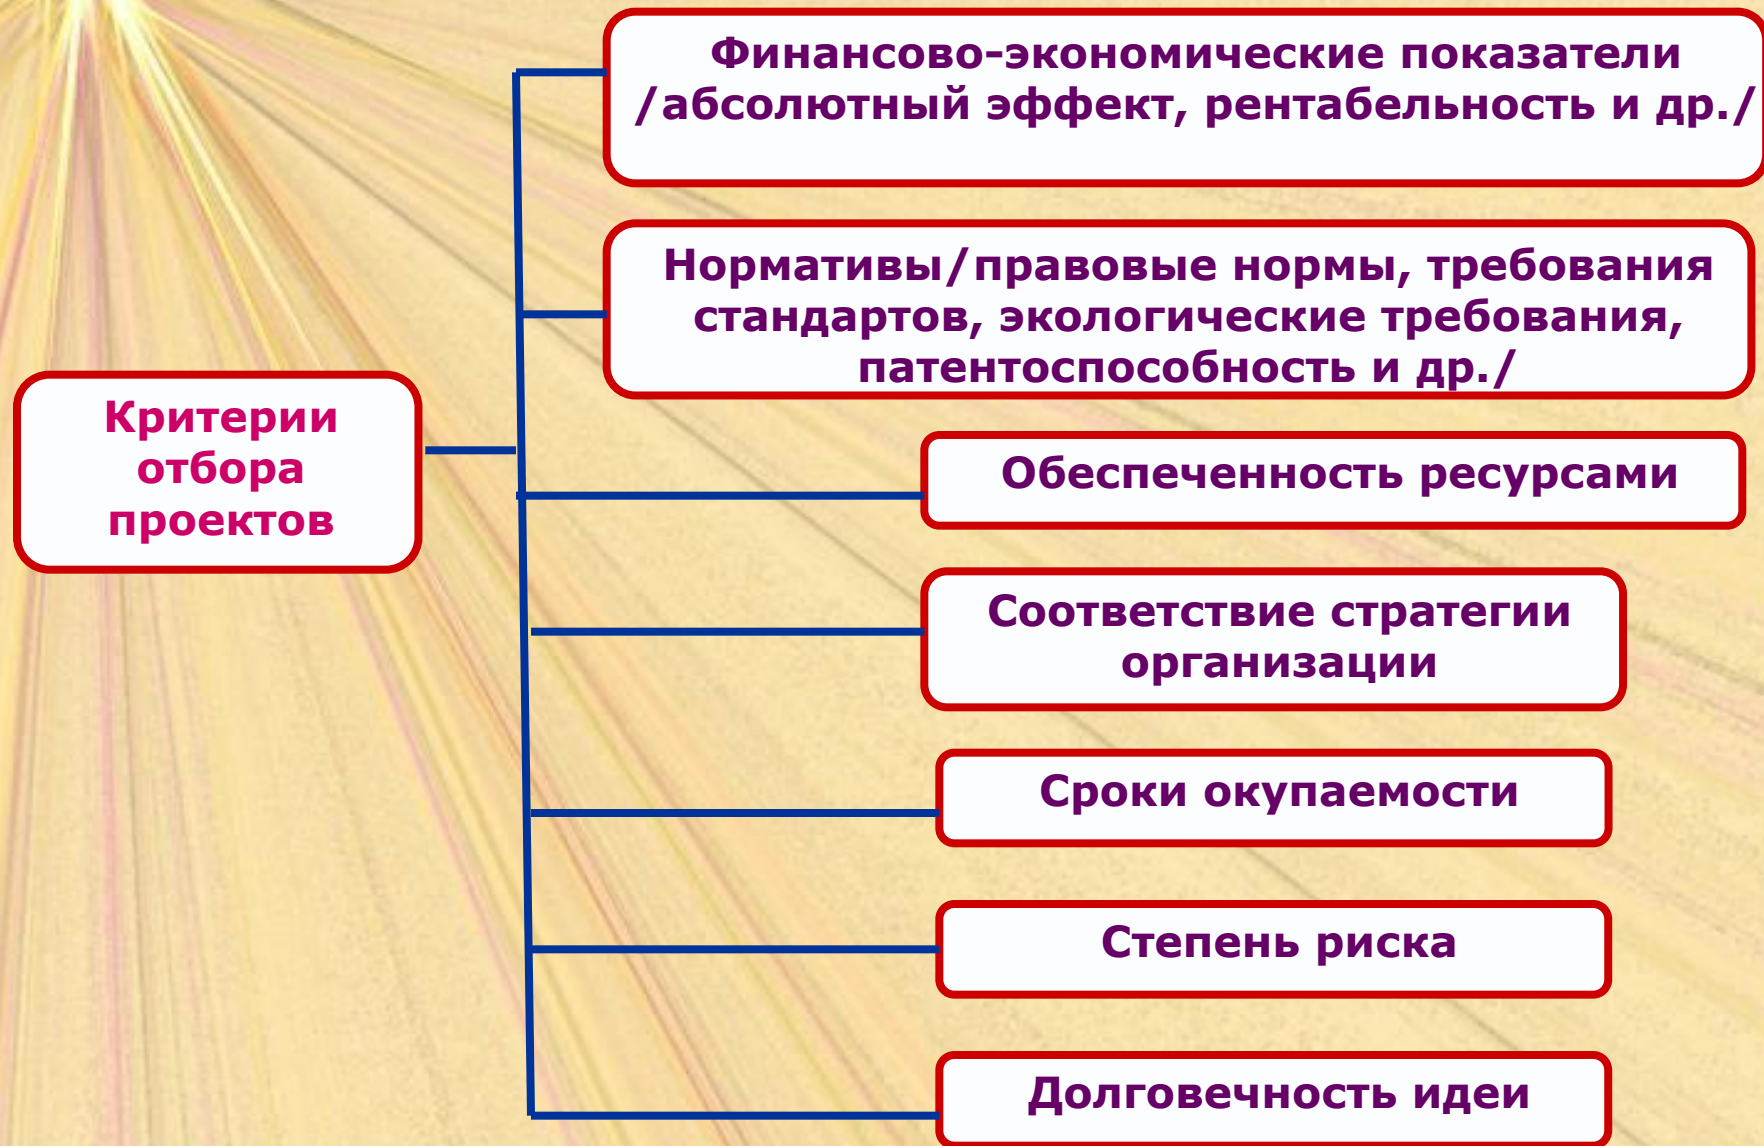 Финансово-экономические показатели
/абсолютный эффект, рентабельность и др./
Нормативы/правовые нормы, требования
стандартов, экологические требования,
патентоспособность и др./
Критерии
отбора
проектов
Обеспеченность ресурсами
Соответствие стратегии
организации
Сроки окупаемости
Степень риска
Долговечность идеи